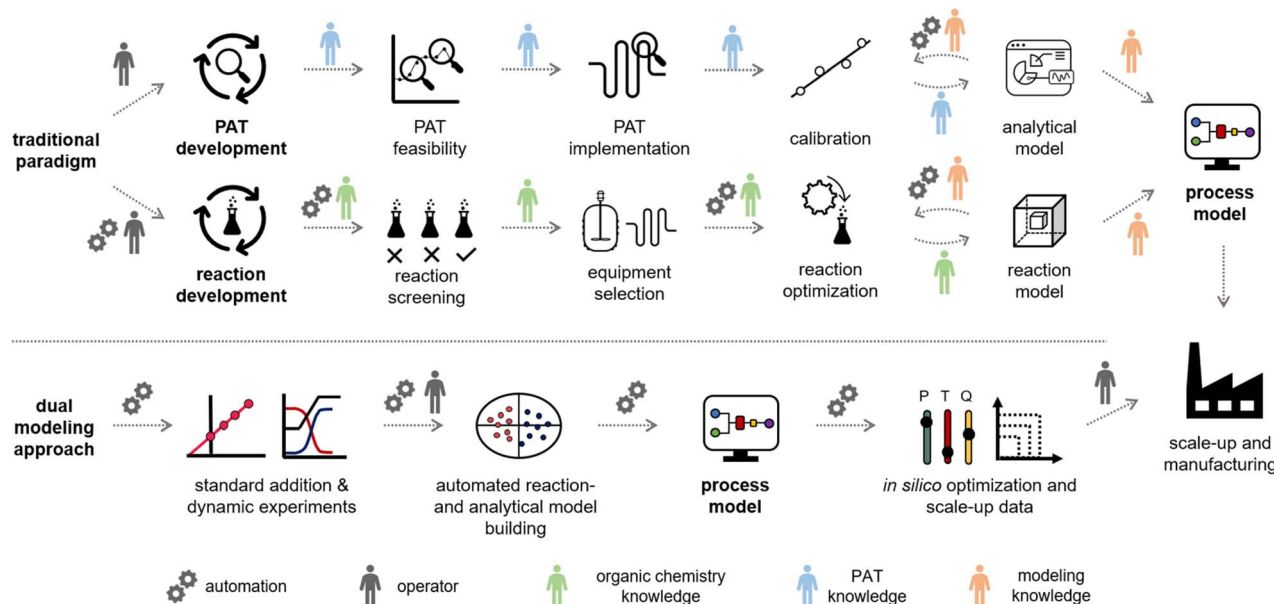 traditional
paradigm
PAT
development
PAT
feasibility
PAT
implementation
calibration
analytical
model
process
model
reaction
development
reaction
screening
equipment
selection
reaction
optimization
reaction
model
dual
modeling
approach
standard addition &
dynamic experiments
automated reaction-
and analytical model
building
process
model
P T Q
in silico optimization and
scale-up data
scale-up and
manufacturing
automation
operator
organic chemistry
knowledge
PAT
knowledge
modeling
knowledge